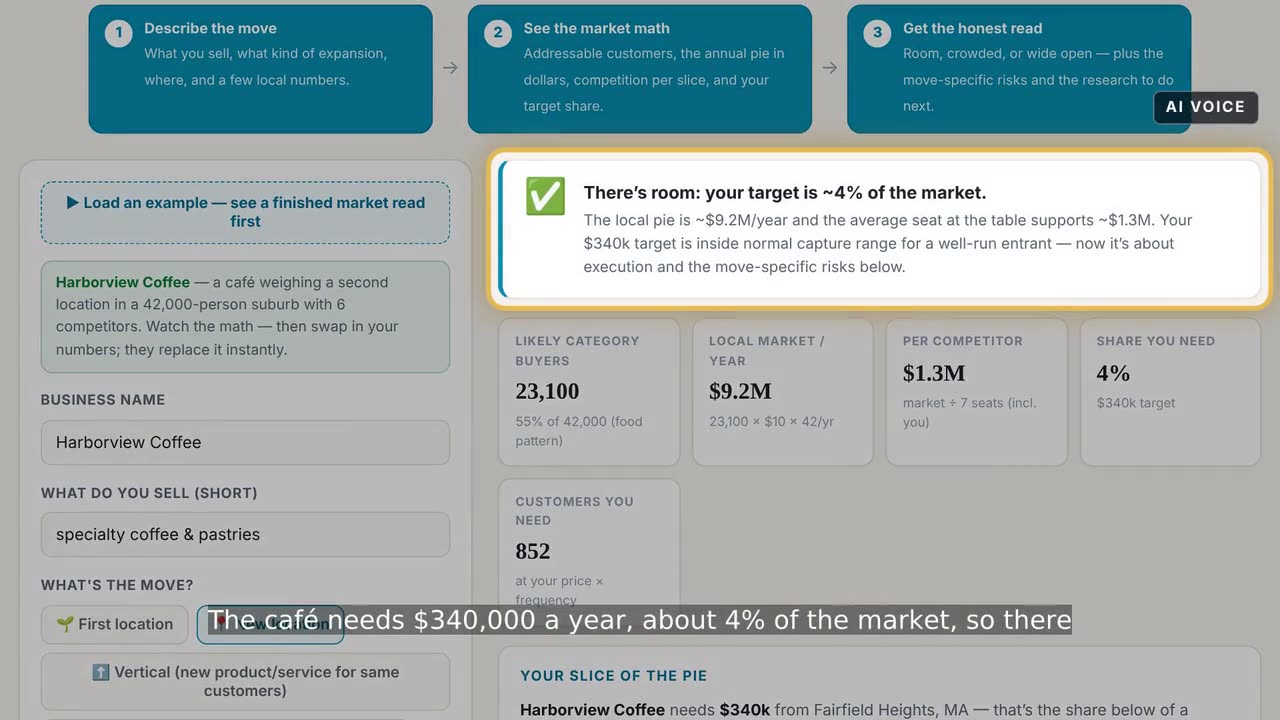 1 Describe the move
What you sell, what kind of expansion,
where, and a few local numbers.
→
2 See the market math
Addressable customers, the annual pie in
dollars, competition per slice, and your
target share.
→
3 Get the honest read
Room, crowded, or wide open — plus the
move-specific risks and the research to do
next.
AI VOICE
▶ Load an example — see a finished market read
first
Harborview Coffee — a café weighing a second
location in a 42,000-person suburb with 6
competitors. Watch the math — then swap in your
numbers; they replace it instantly.
BUSINESS NAME
Harborview Coffee
WHAT DO YOU SELL (SHORT)
specialty coffee & pastries
WHAT'S THE MOVE?
🌱 First location
⬆️ Vertical (new product/service for same
customers)
✅ There’s room: your target is ~4% of the market.
The local pie is ~$9.2M/year and the average seat at the table supports ~$1.3M. Your
$340k target is inside normal capture range for a well-run entrant — now it’s about
execution and the move-specific risks below.
LIKELY CATEGORY
BUYERS
23,100
55% of 42,000 (food
pattern)
LOCAL MARKET /
YEAR
$9.2M
23,100 × $10 × 42/yr
PER COMPETITOR
$1.3M
market ÷ 7 seats (incl.
you)
SHARE YOU NEED
4%
$340k target
CUSTOMERS YOU
NEED
852
at your price ×
frequency
The café needs $340,000 a year, about 4% of the market, so there
YOUR SLICE OF THE PIE
Harborview Coffee needs $340k from Fairfield Heights, MA — that’s the share below of a